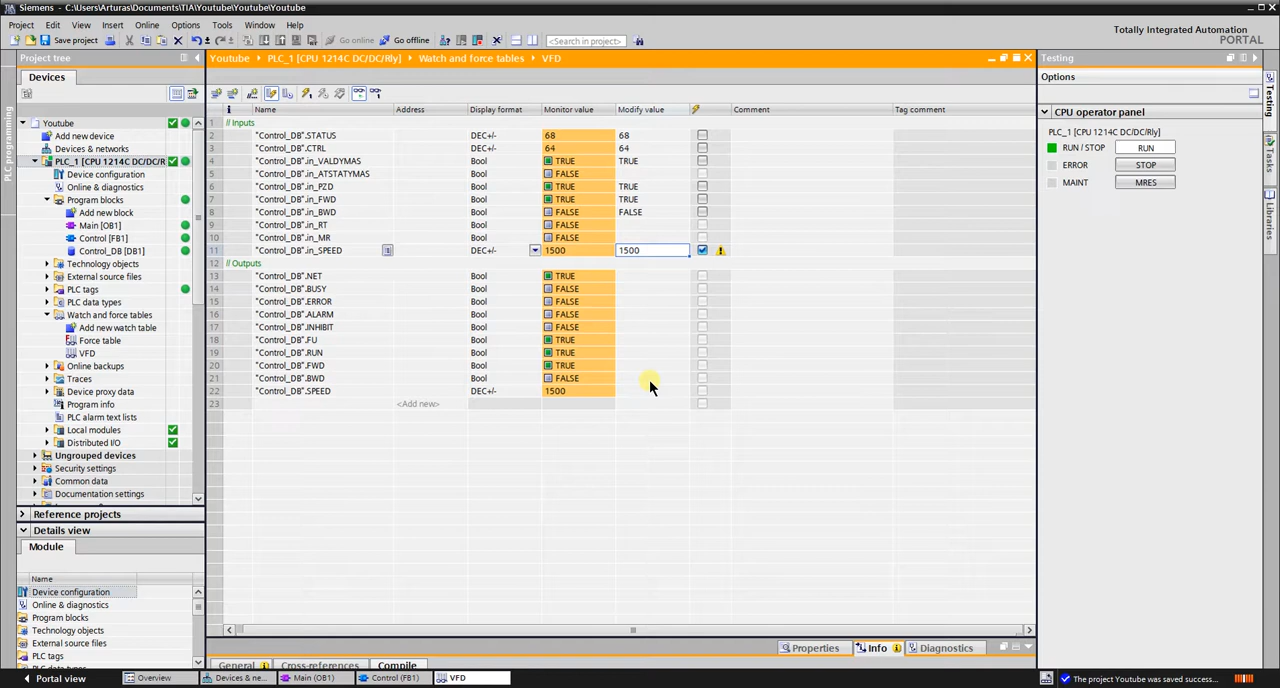 Siemens - C:\Users\Arturas\Documents\TIA\Youtube\Youtube\Youtube
Project Edit View Insert Online Options Tools Window Help
Totally Integrated Automation
PORTAL
Save project Go online Go offline <Search in project>
Project tree
Youtube PLC_1 [CPU 1214C DC/DC/Rly] Watch and force tables VFD
Testing
Devices
Options
PLC programming
Testing
Tasks
Libraries
Youtube
Add new device
Devices & networks
PLC_1 [CPU 1214C DC/DC/R
Device configuration
Online & diagnostics
Program blocks
Add new block
Main [OB1]
Control [FB1]
Control_DB [DB1]
Technology objects
External source files
PLC tags
PLC data types
Watch and force tables
Add new watch table
Force table
VFD
Online backups
Traces
Device proxy data
Program info
PLC alarm text lists
Local modules
Distributed I/O
Ungrouped devices
Security settings
Common data
Documentation settings
Reference projects
Details view
Module
Name
Device configuration
Online & diagnostics
Program blocks
Technology objects
External source files
PLC tags
PLC data types
i Name Address Display format Monitor value Modify value Comment Tag comment
1 // Inputs
2 "Control_DB".STATUS DEC+/- 68 68
3 "Control_DB".CTRL DEC+/- 64 64
4 "Control_DB".in_VALDYMAS Bool TRUE TRUE
5 "Control_DB".in_ATSTATYMAS Bool FALSE
6 "Control_DB".in_PZD Bool TRUE TRUE
7 "Control_DB".in_FWD Bool TRUE TRUE
8 "Control_DB".in_BWD Bool FALSE FALSE
9 "Control_DB".in_RT Bool FALSE
10 "Control_DB".in_MR Bool FALSE
11 "Control_DB".in_SPEED DEC+/- 1500 1500
12 // Outputs
13 "Control_DB".NET Bool TRUE
14 "Control_DB".BUSY Bool FALSE
15 "Control_DB".ERROR Bool FALSE
16 "Control_DB".ALARM Bool FALSE
17 "Control_DB".INHIBIT Bool FALSE
18 "Control_DB".FU Bool TRUE
19 "Control_DB".RUN Bool TRUE
20 "Control_DB".FWD Bool TRUE
21 "Control_DB".BWD Bool FALSE
22 "Control_DB".SPEED DEC+/- 1500
23 <Add new>
CPU operator panel
PLC_1 [CPU 1214C DC/DC/Rly]
RUN / STOP RUN
ERROR STOP
MAINT MRES
Properties Info Diagnostics
General Cross-references Compile
Portal view Overview Devices & ne... Main (OB1) Control (FB1) VFD
The project Youtube was saved success...